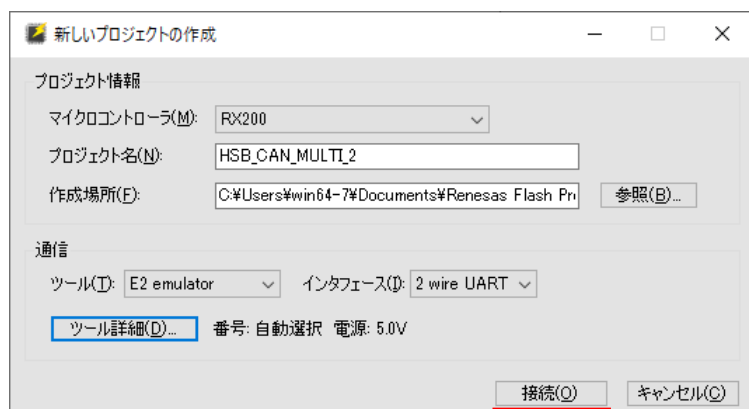 新しいプロジェクトの作成
プロジェクト情報
マイクロコントローラ(M): RX200
プロジェクト名(N): HSB_CAN_MULTI_2
作成場所(F): C:¥Users¥win64-7¥Documents¥Renesas Flash Pr 参照(B)...
通信
ツール(T): E2 emulator インタフェース(I): 2 wire UART
ツール詳細(D)... 番号: 自動選択 電源: 5.0V
接続(O) キャンセル(C)